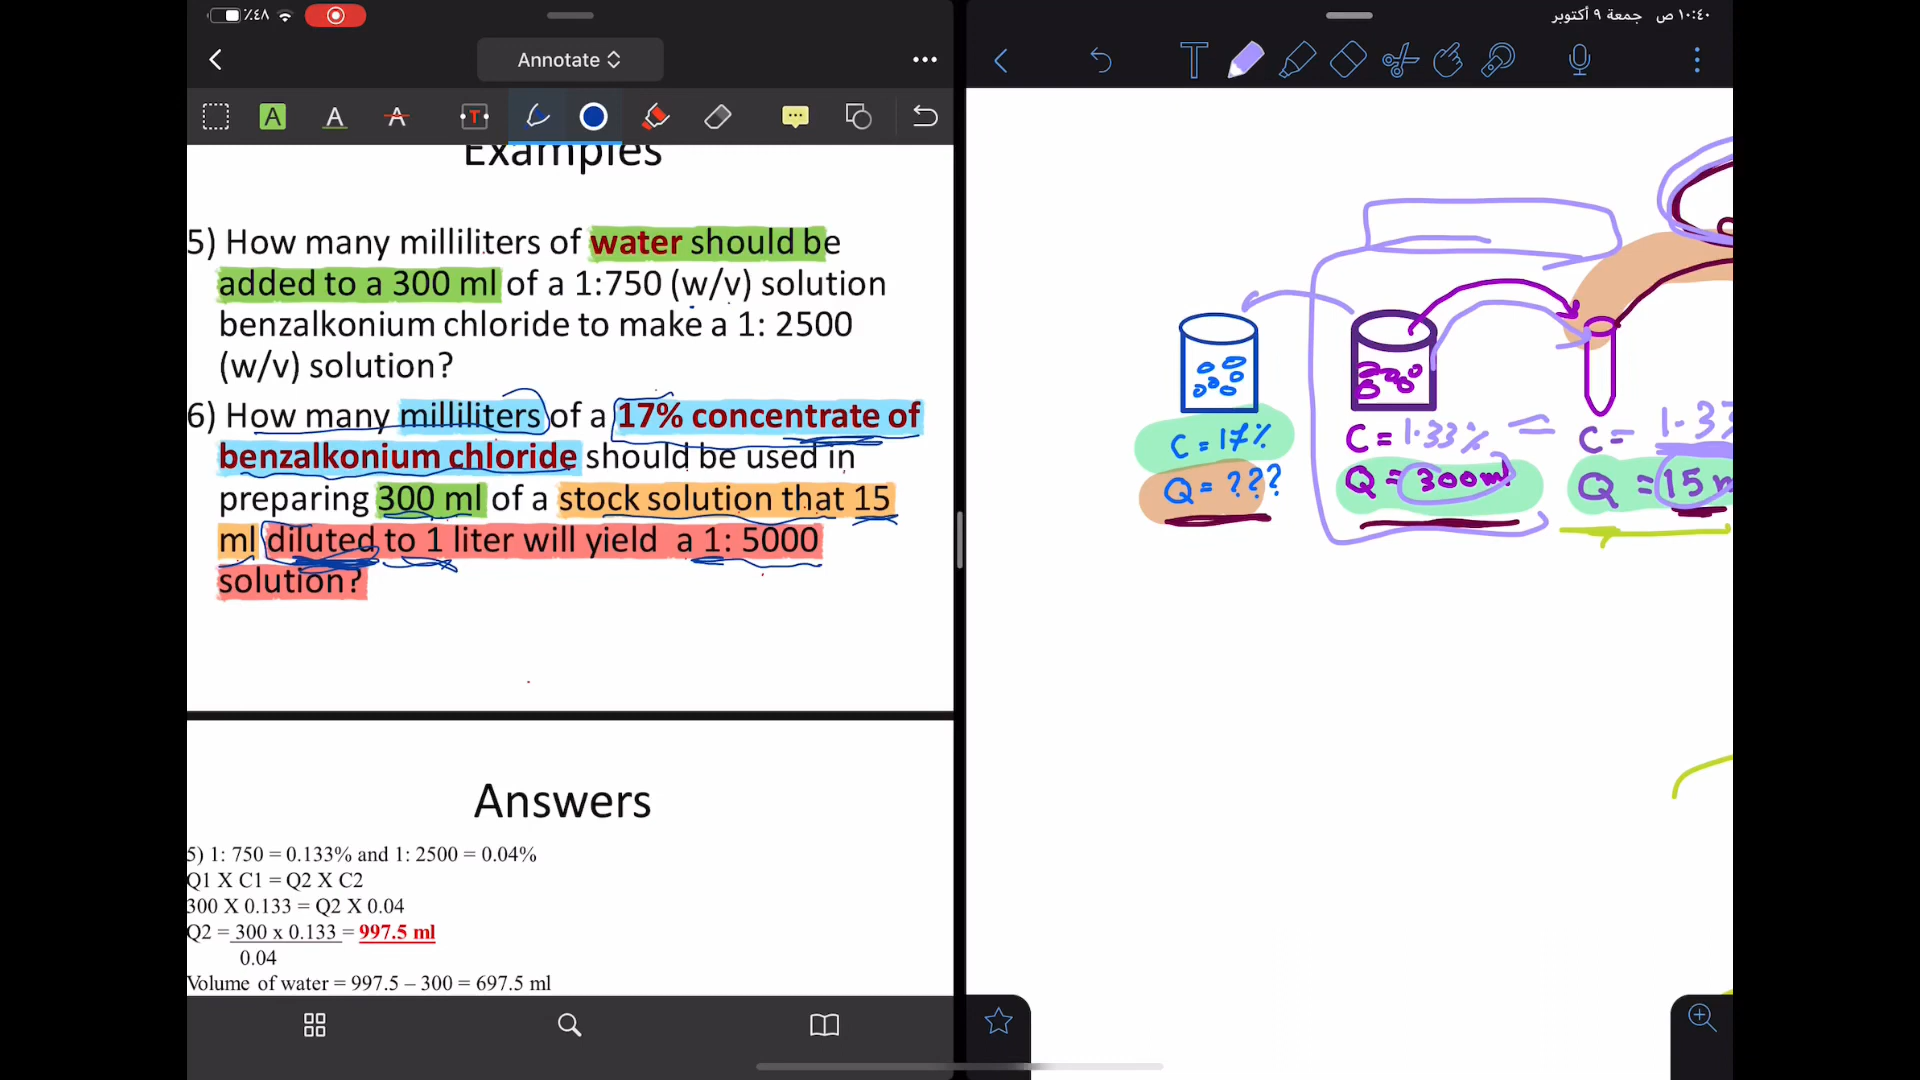 ٪٤٨
١٠:٤٠ ص جمعة ٩ أكتوبر
Annotate
Examples
5) How many milliliters of water should be
added to a 300 ml of a 1:750 (w/v) solution
benzalkonium chloride to make a 1: 2500
(w/v) solution?
6) How many milliliters of a 17% concentrate of
benzalkonium chloride should be used in
preparing 300 ml of a stock solution that 15
ml diluted to 1 liter will yield a 1: 5000
solution?
Answers
5) 1: 750 = 0.133% and 1: 2500 = 0.04%
Q1 X C1 = Q2 X C2
300 X 0.133 = Q2 X 0.04
Q2 = 300 x 0.133 = 997.5 ml
0.04
Volume of water = 997.5 – 300 = 697.5 ml
C = 17%
Q = ???
C = 1.33% =
Q = 300ml
C = 1.33
Q = 15